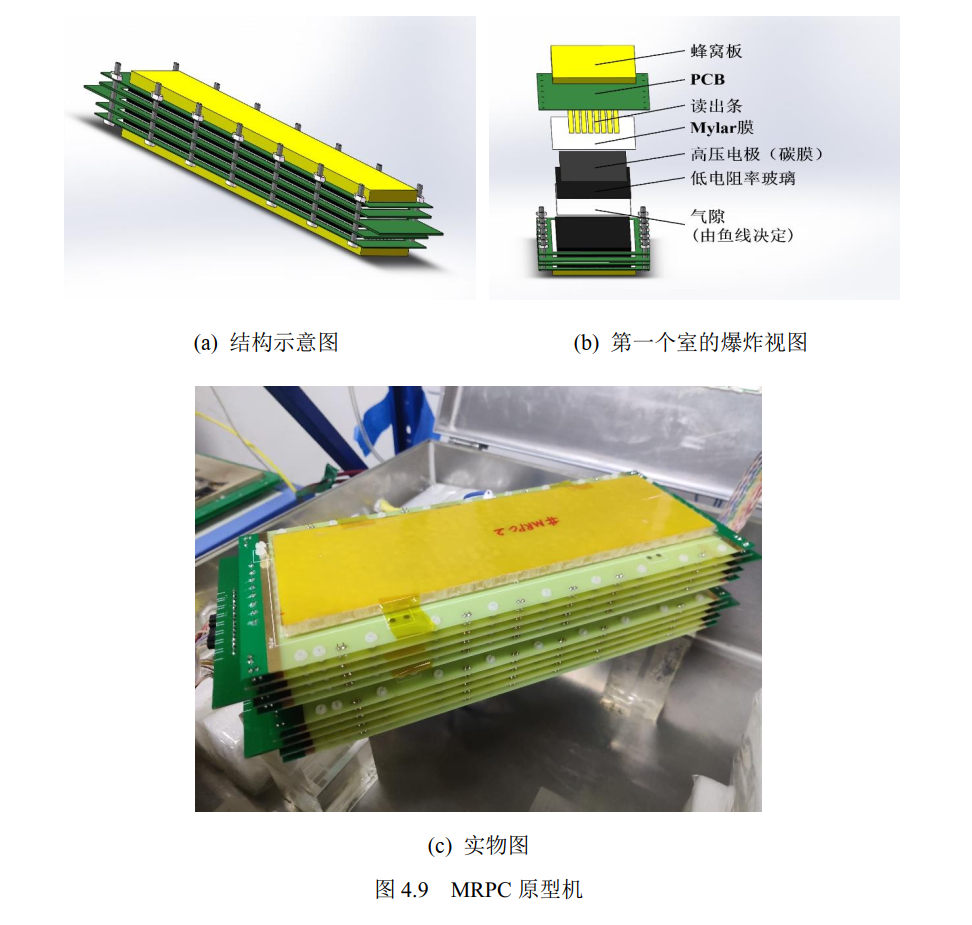 蜂窝板
PCB
读出条
Mylar膜
高压电极（碳膜）
低电阻率玻璃
气隙
（由鱼线决定）
(a) 结构示意图
(b) 第一个室的爆炸视图
#MRPC 2
(c) 实物图
图 4.9 MRPC 原型机